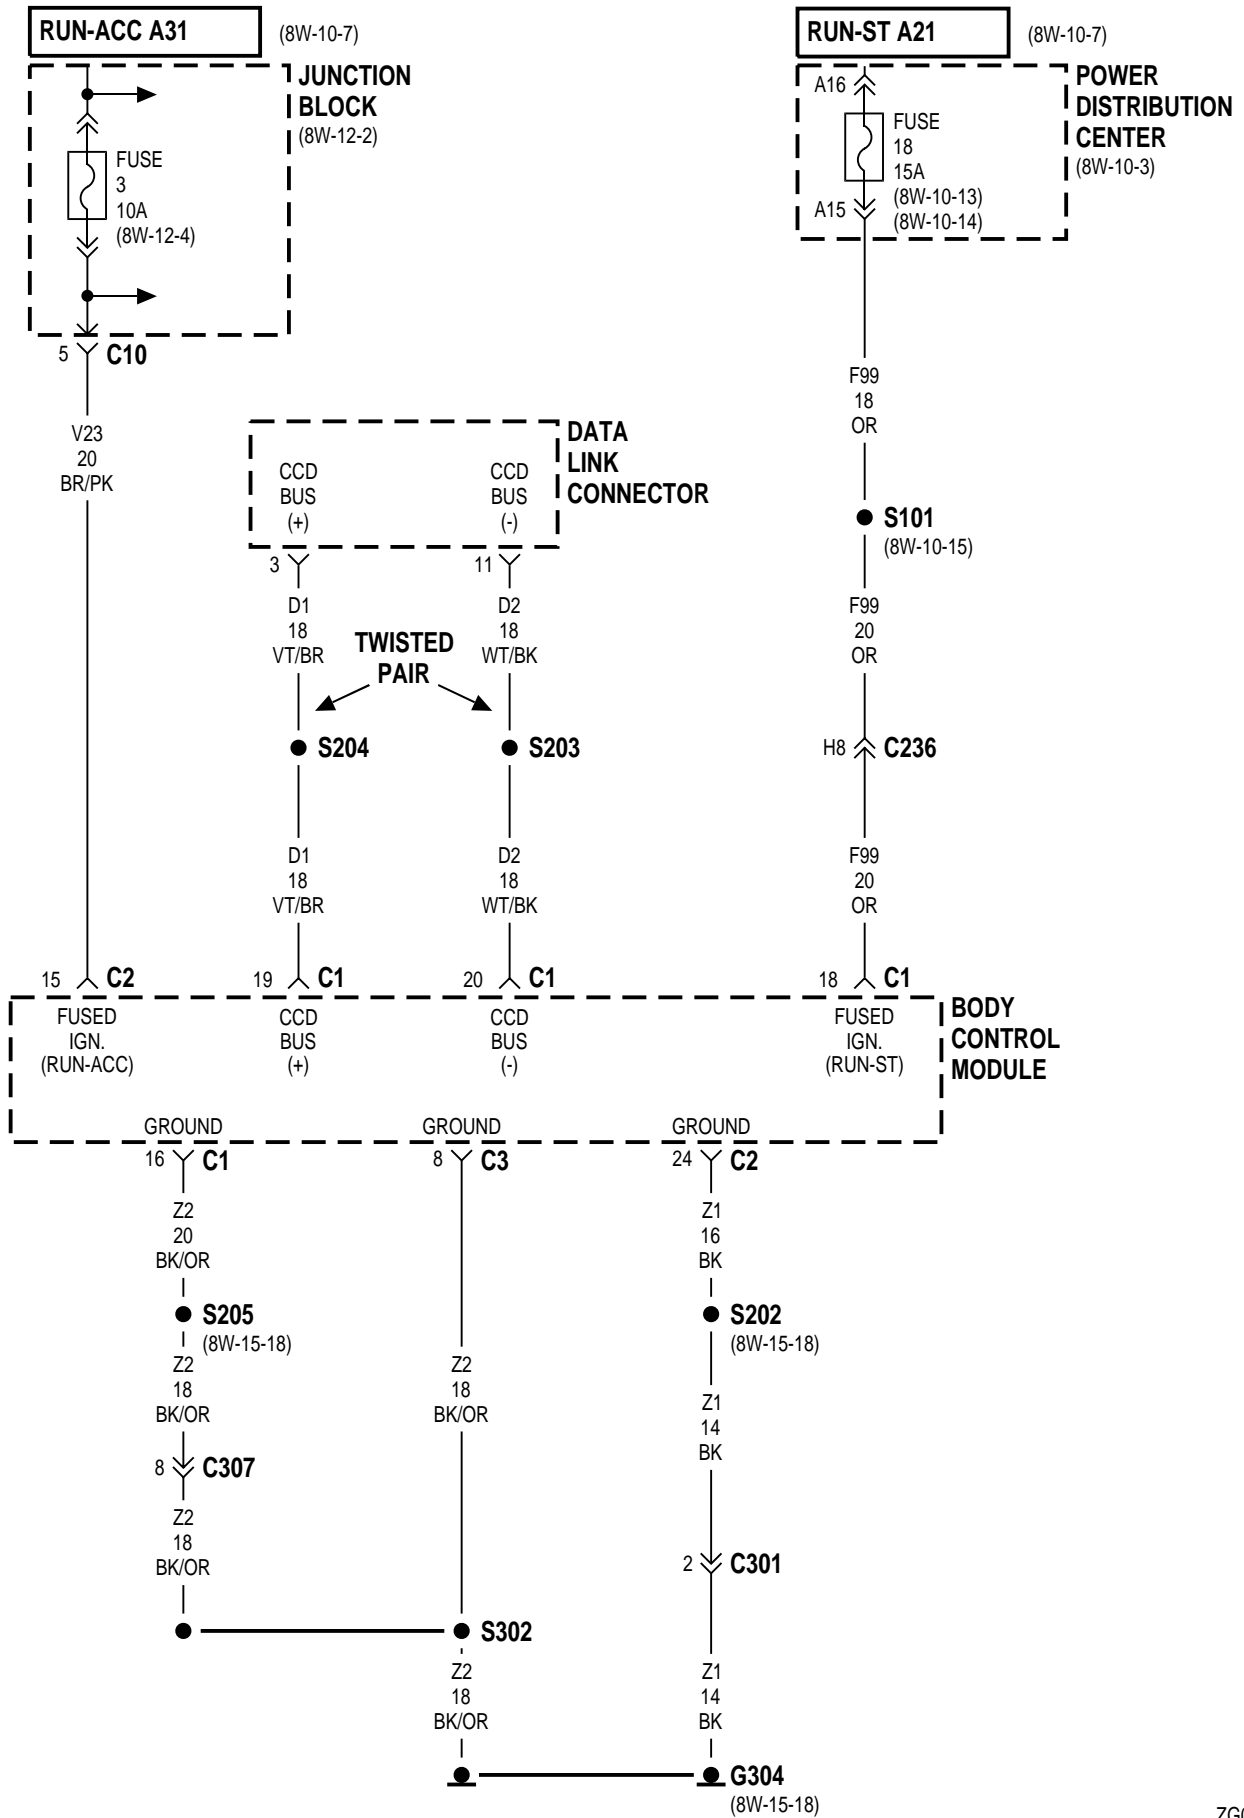 RUN-ACC A31
(8W-10-7)
RUN-ST A21
(8W-10-7)
JUNCTION
BLOCK
(8W-12-2)
FUSE
3
10A
(8W-12-4)
5
C10
V23
20
BR/PK
A16
FUSE
18
15A
(8W-10-13)
(8W-10-14)
A15
POWER
DISTRIBUTION
CENTER
(8W-10-3)
F99
18
OR
S101
(8W-10-15)
F99
20
OR
H8
C236
F99
20
OR
CCD
BUS
(+)
CCD
BUS
(-)
DATA
LINK
CONNECTOR
3
11
D1
18
VT/BR
D2
18
WT/BK
TWISTED
PAIR
S204
S203
D1
18
VT/BR
D2
18
WT/BK
15
C2
19
C1
20
C1
18
C1
FUSED
IGN.
(RUN-ACC)
CCD
BUS
(+)
CCD
BUS
(-)
FUSED
IGN.
(RUN-ST)
BODY
CONTROL
MODULE
GROUND
GROUND
GROUND
16
C1
8
C3
24
C2
Z2
20
BK/OR
S205
(8W-15-18)
Z2
18
BK/OR
8
C307
Z2
18
BK/OR
Z2
18
BK/OR
S302
Z2
18
BK/OR
Z1
16
BK
S202
(8W-15-18)
Z1
14
BK
2
C301
Z1
14
BK
G304
(8W-15-18)